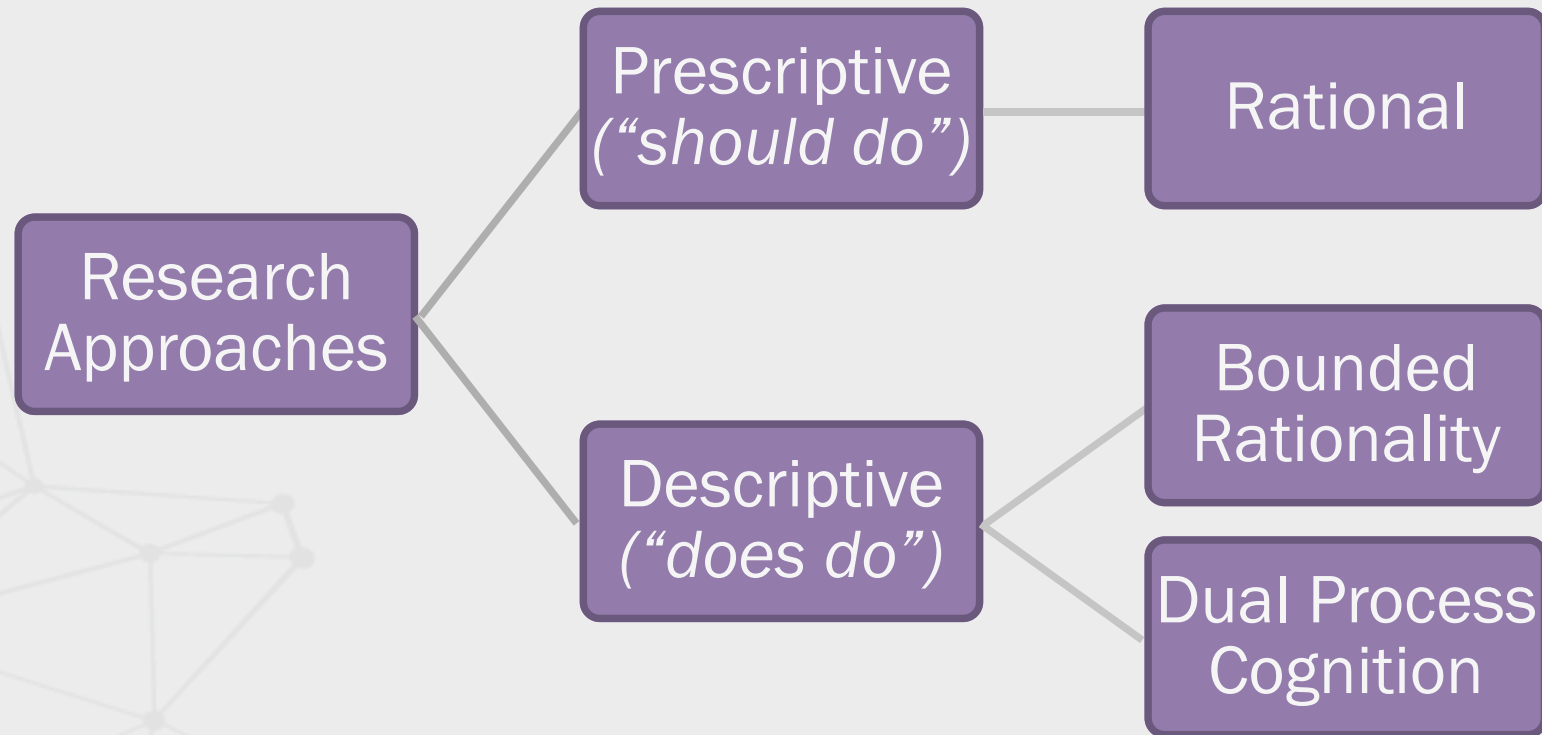 Research
Approaches
Prescriptive
(“should do”)
Rational
Descriptive
(“does do”)
Bounded
Rationality
Dual Process
Cognition